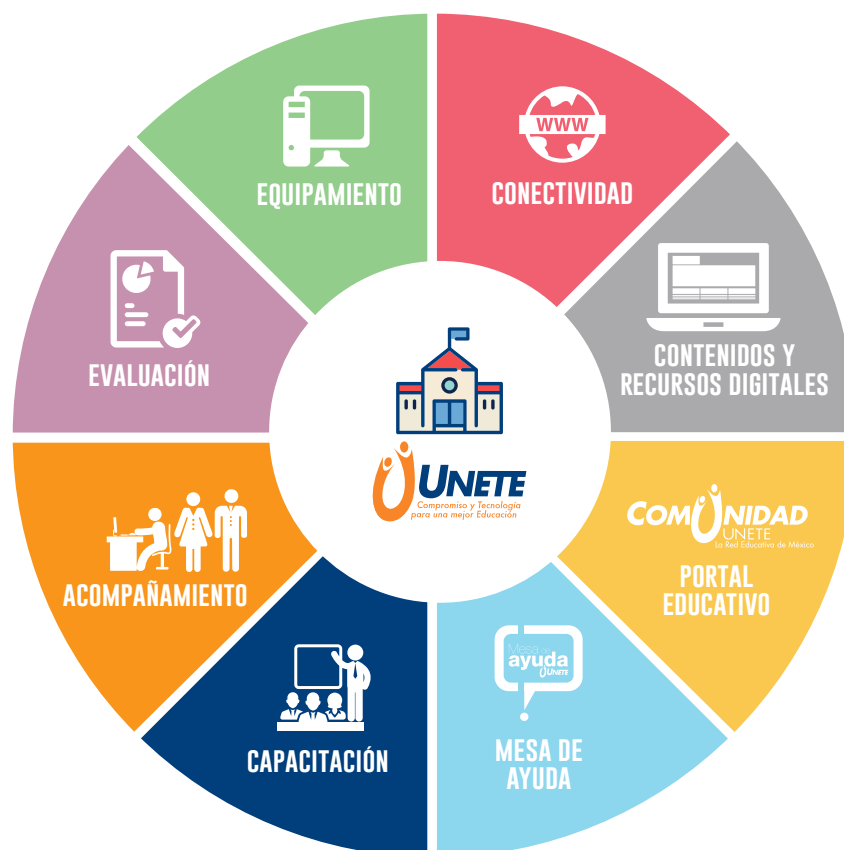 EQUIPAMIENTO
WWW
CONECTIVIDAD
CONTENIDOS Y
RECURSOS DIGITALES
COMUNIDAD
UNETE
La Red Educativa de México
PORTAL
EDUCATIVO
Mesa de
ayuda
UNETE
MESA DE
AYUDA
CAPACITACIÓN
ACOMPAÑAMIENTO
EVALUACIÓN
UNETE
Compromiso y Tecnología
para una mejor Educación